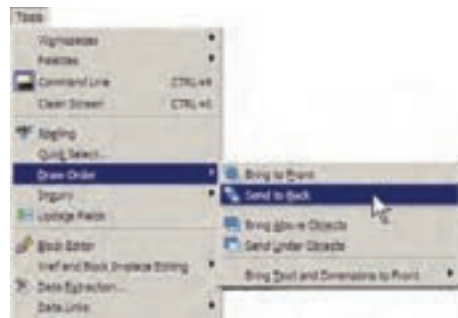 Tools
Workspaces
Palettes
Command Line CTRL+9
Clean Screen CTRL+0
Spelling
Quick Select...
Draw Order
Inquiry
Update Fields
Block Editor
Xref and Block In-place Editing
Data Extraction...
Data Links
Bring to Front
Send to Back
Bring Above Objects
Send Under Objects
Bring Text and Dimensions to Front